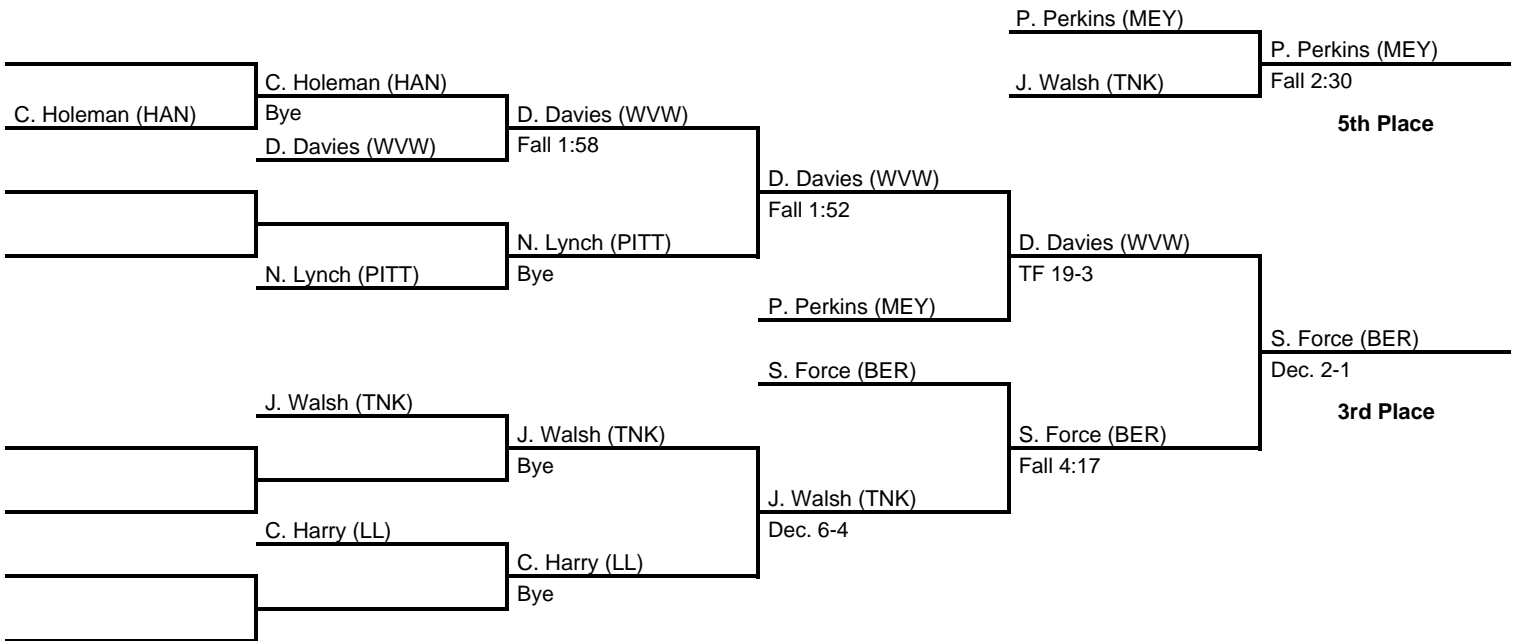 P. Perkins (MEY)
P. Perkins (MEY)
J. Walsh (TNK)
Fall 2:30
5th Place
C. Holeman (HAN)
C. Holeman (HAN)
Bye
D. Davies (WVW)
D. Davies (WVW)
Fall 1:58
D. Davies (WVW)
Fall 1:52
N. Lynch (PITT)
N. Lynch (PITT)
Bye
D. Davies (WVW)
TF 19-3
P. Perkins (MEY)
S. Force (BER)
Dec. 2-1
3rd Place
S. Force (BER)
J. Walsh (TNK)
J. Walsh (TNK)
Bye
S. Force (BER)
Fall 4:17
J. Walsh (TNK)
Dec. 6-4
C. Harry (LL)
C. Harry (LL)
Bye